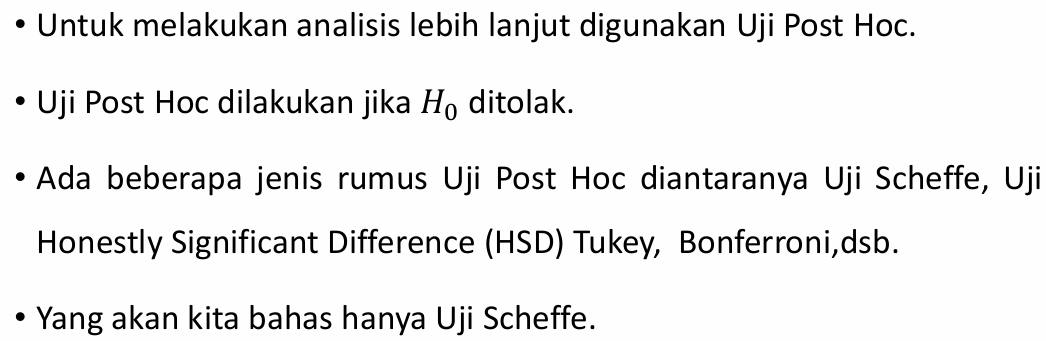 • Untuk melakukan analisis lebih lanjut digunakan Uji Post Hoc.
• Uji Post Hoc dilakukan jika H₀ ditolak.
• Ada beberapa jenis rumus Uji Post Hoc diantaranya Uji Scheffe, Uji
Honestly Significant Difference (HSD) Tukey, Bonferroni,dsb.
• Yang akan kita bahas hanya Uji Scheffe.